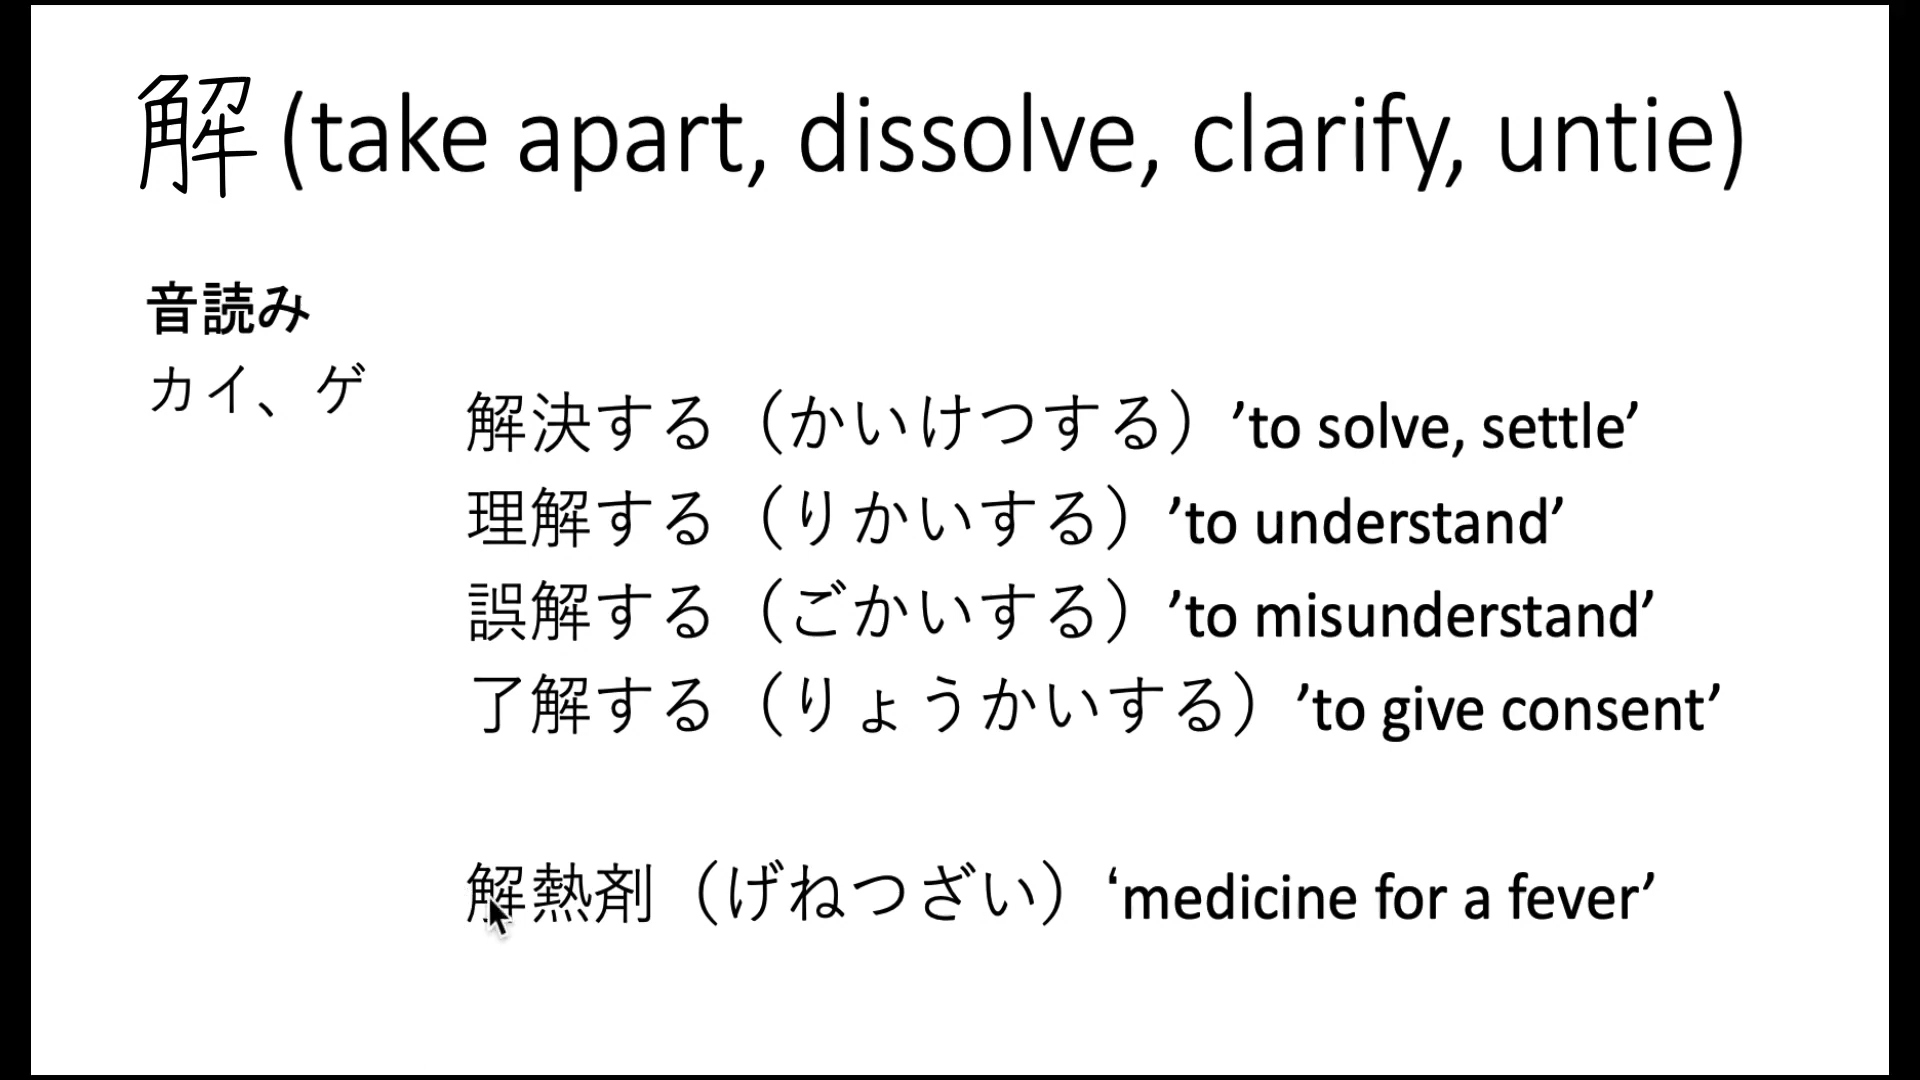 解 (take apart, dissolve, clarify, untie)
音読み
カイ、ゲ
解決する（かいけつする）’to solve, settle’
理解する（りかいする）’to understand’
誤解する（ごかいする）’to misunderstand’
了解する（りょうかいする）’to give consent’
解熱剤（げねつざい）‘medicine for a fever’